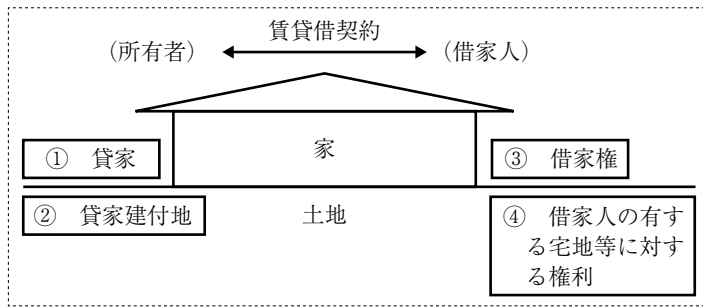 賃貸借契約
(所有者)
(借家人)
家
① 貸家
③ 借家権
② 貸家建付地
土地
④ 借家人の有す
る宅地等に対す
る権利